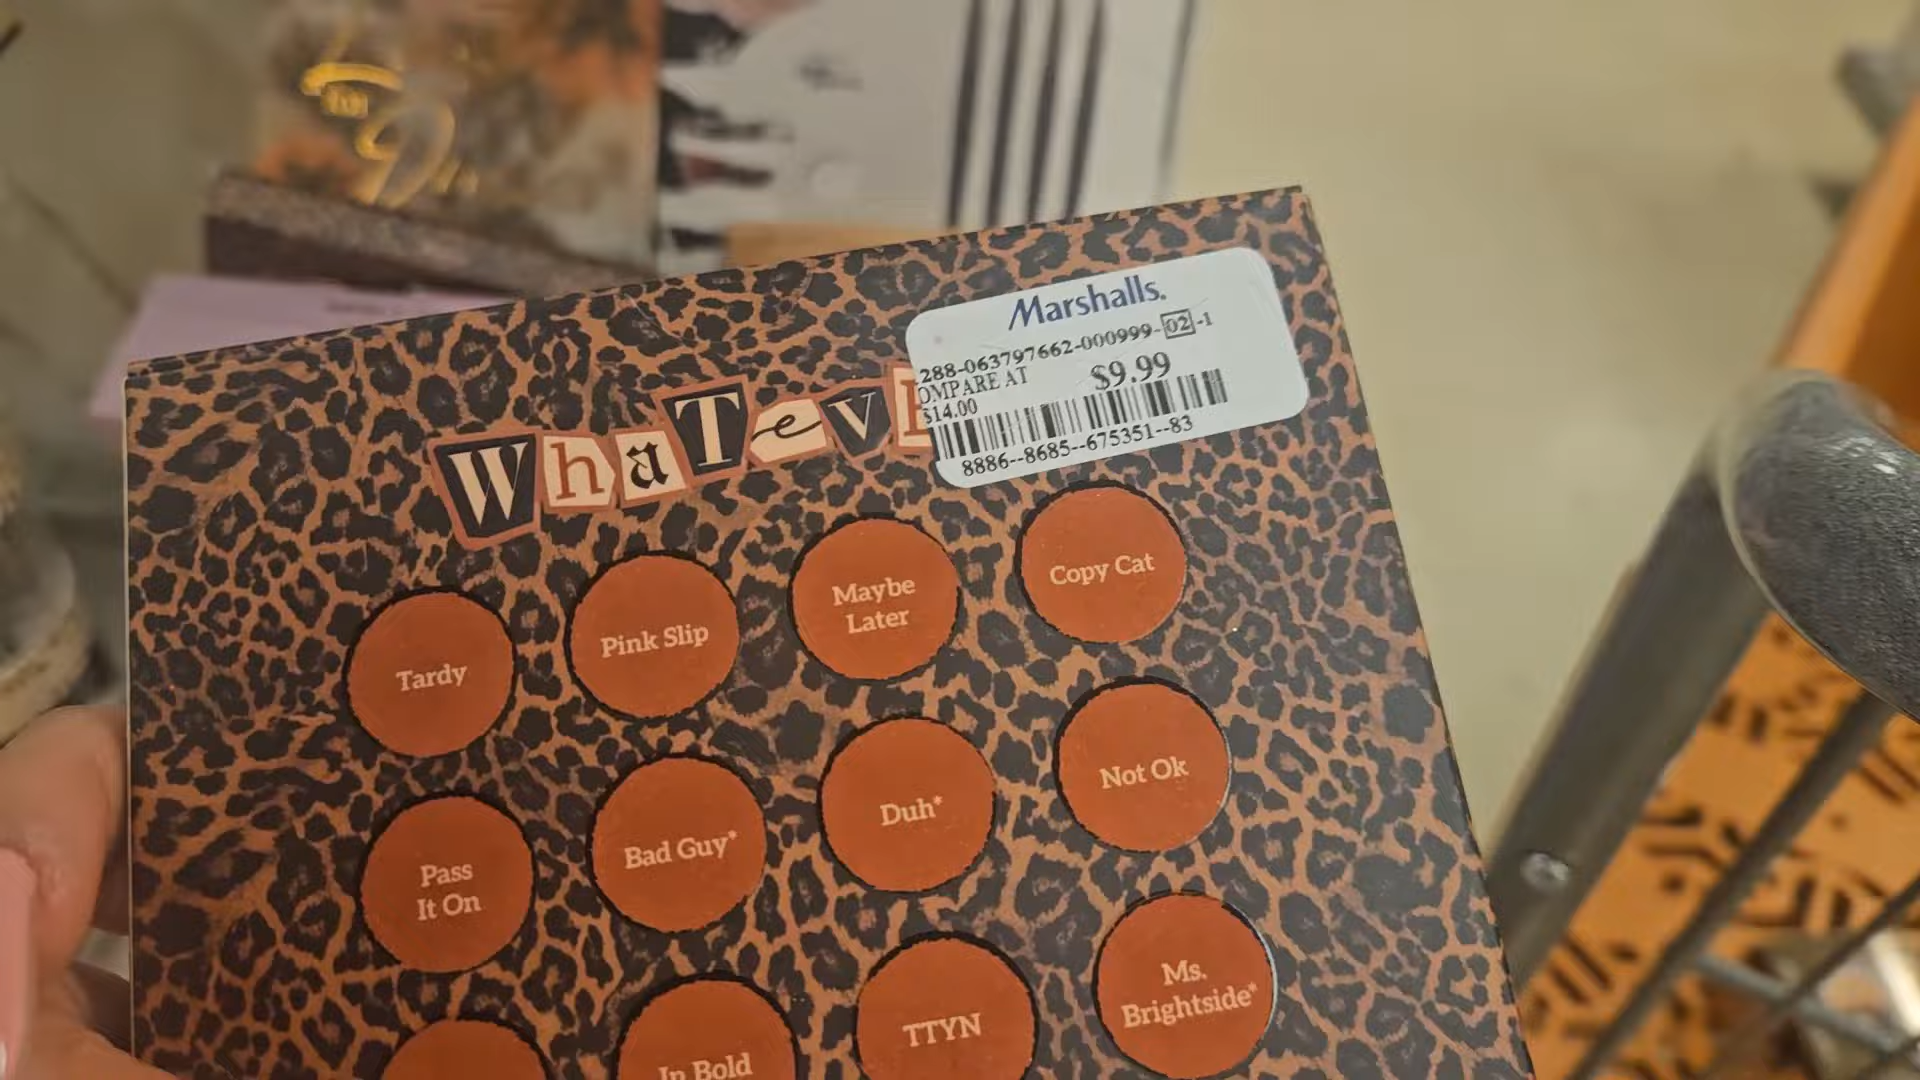 Marshalls.
288-063797662-000999-02-1
OMPARE AT
$9.99
$14.00
8886--8685--675351--83
WhaTev
Tardy
Pink Slip
Maybe
Later
Copy Cat
Pass
It On
Bad Guy*
Duh*
Not Ok
In Bold
TTYN
Ms.
Brightside*